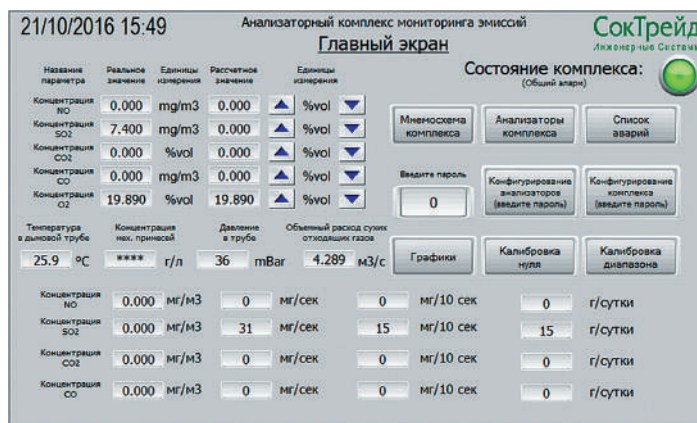 21/10/2016 15:49
Анализаторный комплекс мониторинга эмиссий
Главный экран
СокТрейд
Инженерные Системы
Состояние комплекса:
(Общий аларм)
Название параметра Реальное значение Единицы измерения Рассчетное значение Единицы измерения
Концентрация NO 0.000 mg/m3 0.000 %vol
Концентрация SO2 7.400 mg/m3 0.000 %vol
Концентрация CO2 0.000 %vol 0.000 %vol
Концентрация CO 0.000 mg/m3 0.000 %vol
Концентрация O2 19.890 %vol 19.890 %vol
Мнемосхема комплекса
Анализаторы комплекса
Список аварий
Введите пароль
0
Конфигурирование анализаторов (введите пароль)
Конфигурирование комплекса (введите пароль)
Температура в дымовой трубе
Концентрация мех. примесей
Давление в трубе
Объемный расход сухих отходящих газов
25.9 °C **** г/л 36 mBar 4.289 м3/с
Графики
Калибровка нуля
Калибровка диапазона
Концентрация NO 0.000 мг/м3 0 мг/сек 0 мг/10 сек 0 г/сутки
Концентрация SO2 0.000 мг/м3 31 мг/сек 15 мг/10 сек 15 г/сутки
Концентрация CO2 0.000 мг/м3 0 мг/сек 0 мг/10 сек 0 г/сутки
Концентрация CO 0.000 мг/м3 0 мг/сек 0 мг/10 сек 0 г/сутки